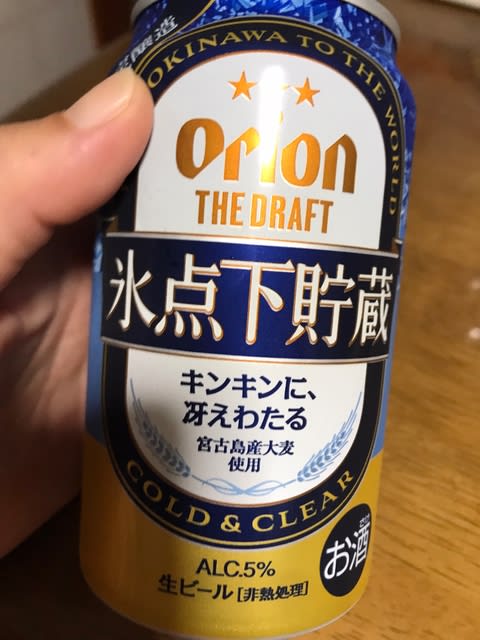 醸造
OKINAWA TO THE WORLD
Orion
THE DRAFT
氷点下貯蔵
キンキンに、
冴えわたる
宮古島産大麦
使用
COLD & CLEAR
ALC.5%
生ビール[非熱処理]
お酒